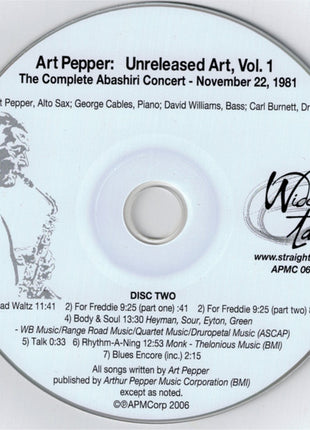 Art Pepper: Unreleased Art, Vol. 1
The Complete Abashiri Concert - November 22, 1981
t Pepper, Alto Sax; George Cables, Piano; David Williams, Bass; Carl Burnett, Dr
www.straight
APMC 06
DISC TWO
ad Waltz 11:41 2) For Freddie 9:25 (part one) :41 2) For Freddie 9:25 (part two)
4) Body & Soul 13:30 Heyman, Sour, Eyton, Green
- WB Music/Range Road Music/Quartet Music/Druropetal Music (ASCAP)
5) Talk 0:33 6) Rhythm-A-Ning 12:53 Monk - Thelonious Music (BMI)
7) Blues Encore (inc.) 2:15
All songs written by Art Pepper
published by Arthur Pepper Music Corporation (BMI)
except as noted.
©℗APMCorp 2006